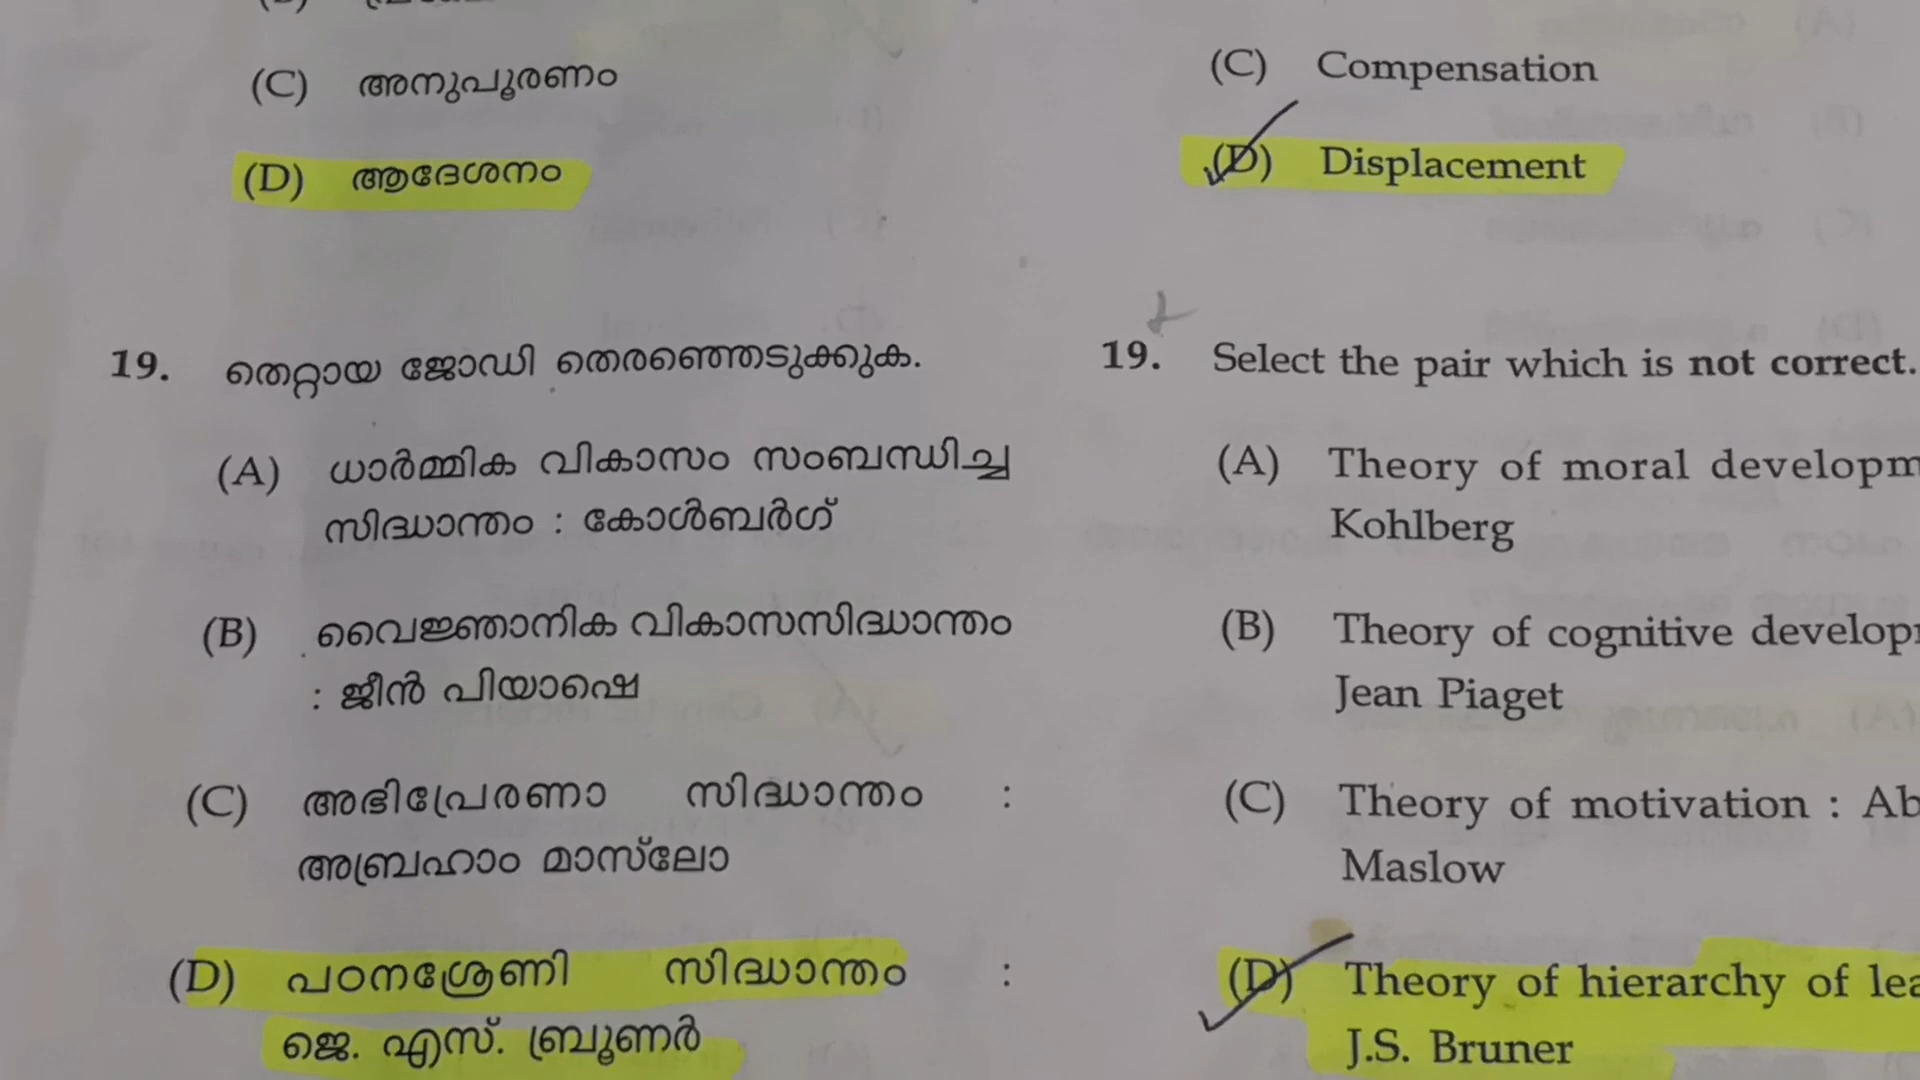 (C) അനുപൂരണം
(D) ആദേശനം
19. തെറ്റായ ജോഡി തെരഞ്ഞെടുക്കുക.
(A) ധാർമ്മിക വികാസം സംബന്ധിച്ച
സിദ്ധാന്തം : കോൾബർഗ്
(B) വൈജ്ഞാനിക വികാസസിദ്ധാന്തം
: ജീൻ പിയാഷെ
(C) അഭിപ്രേരണാ സിദ്ധാന്തം :
അബ്രഹാം മാസ്ലോ
(D) പഠനശ്രേണി സിദ്ധാന്തം :
ജെ. എസ്. ബ്രൂണർ
(C) Compensation
(D) Displacement
19. Select the pair which is not correct.
(A) Theory of moral developm
Kohlberg
(B) Theory of cognitive develop
Jean Piaget
(C) Theory of motivation : Ab
Maslow
(D) Theory of hierarchy of lea
J.S. Bruner